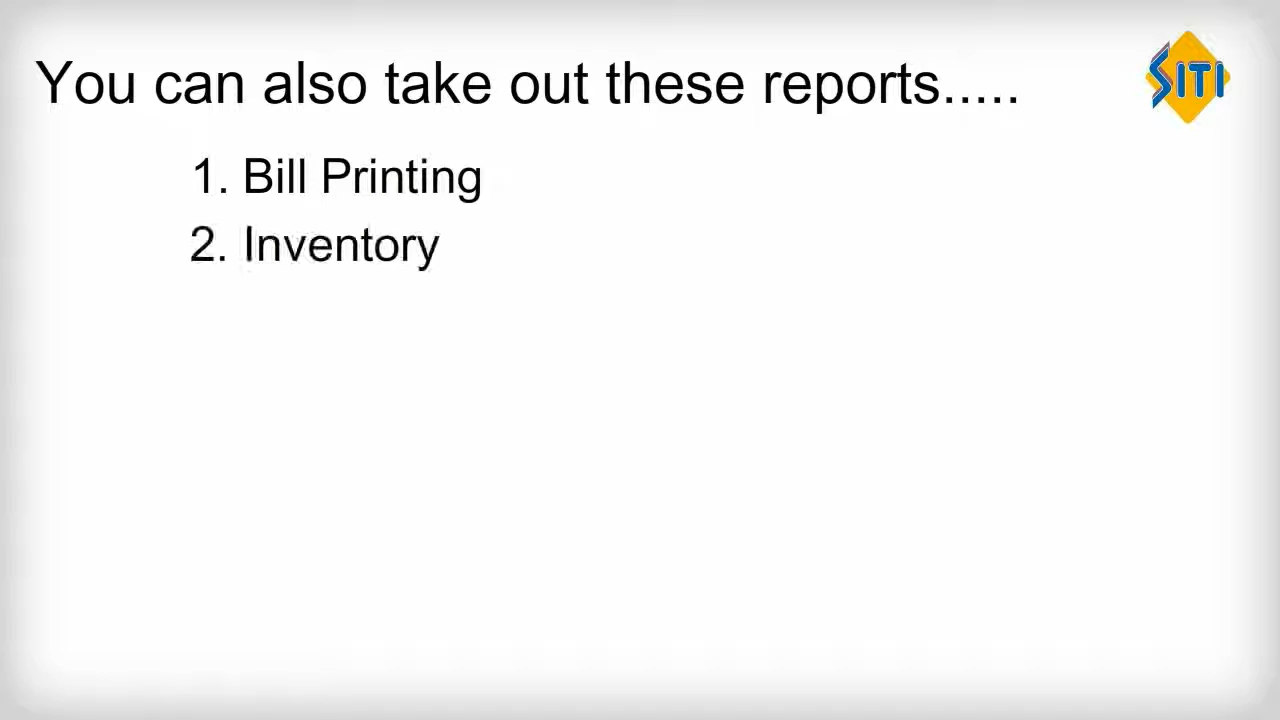 You can also take out these reports.....
SITI
1. Bill Printing
2. Inventory